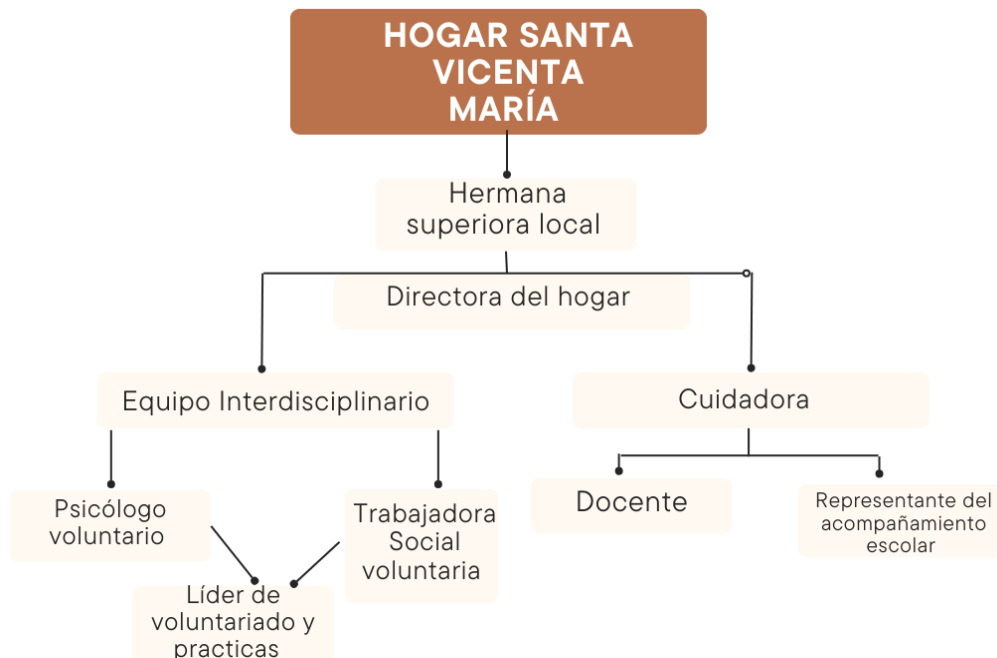 HOGAR SANTA
VICENTA
MARÍA
Hermana
superiora local
Directora del hogar
Equipo Interdisciplinario
Cuidadora
Psicólogo
voluntario
Trabajadora
Social
voluntaria
Docente
Representante del
acompañamiento
escolar
Líder de
voluntariado y
practicas